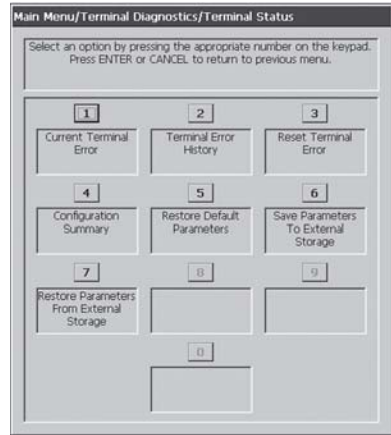 Main Menu/Terminal Diagnostics/Terminal Status
Select an option by pressing the appropriate
number on the keypad.
Press ENTER or CANCEL to return to
previous menu.
1
2
3
Current Terminal
Error
Terminal Error
History
Reset Terminal
Error
4
5
6
Configuration
Summary
Restore Default
Parameters
Save Parameters
To External
Storage
7
8
9
Restore Parameters
From External
Storage
0